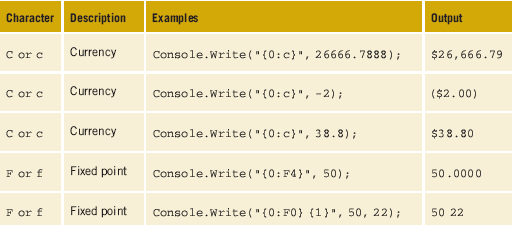 Character Description Examples Output
C or c Currency Console.Write("{0:c}", 26666.7888); $26,666.79
C or c Currency Console.Write("{0:c}", -2); ($2.00)
C or c Currency Console.Write("{0:c}", 38.8); $38.80
F or f Fixed point Console.Write("{0:F4}", 50); 50.0000
F or f Fixed point Console.Write("{0:F0} {1}", 50, 22); 50 22